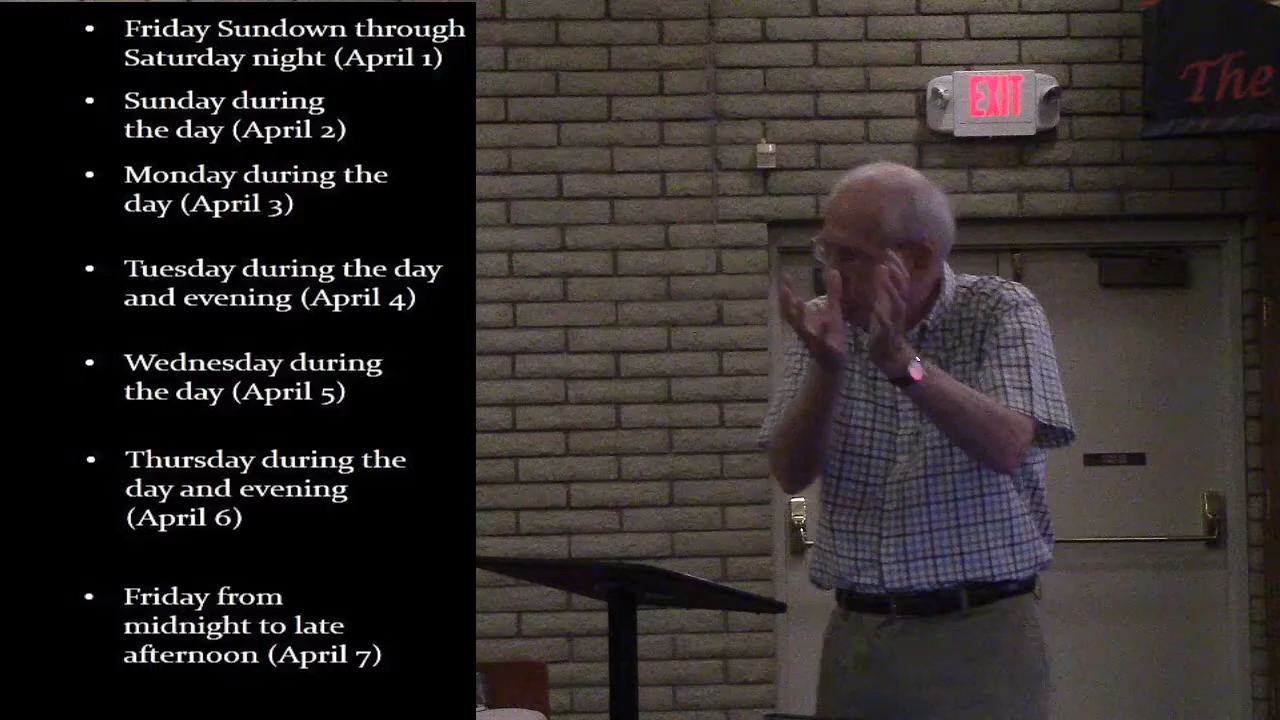 • Friday Sundown through
Saturday night (April 1)
• Sunday during
the day (April 2)
• Monday during the
day (April 3)
• Tuesday during the day
and evening (April 4)
• Wednesday during
the day (April 5)
• Thursday during the
day and evening
(April 6)
• Friday from
midnight to late
afternoon (April 7)
EXIT
The